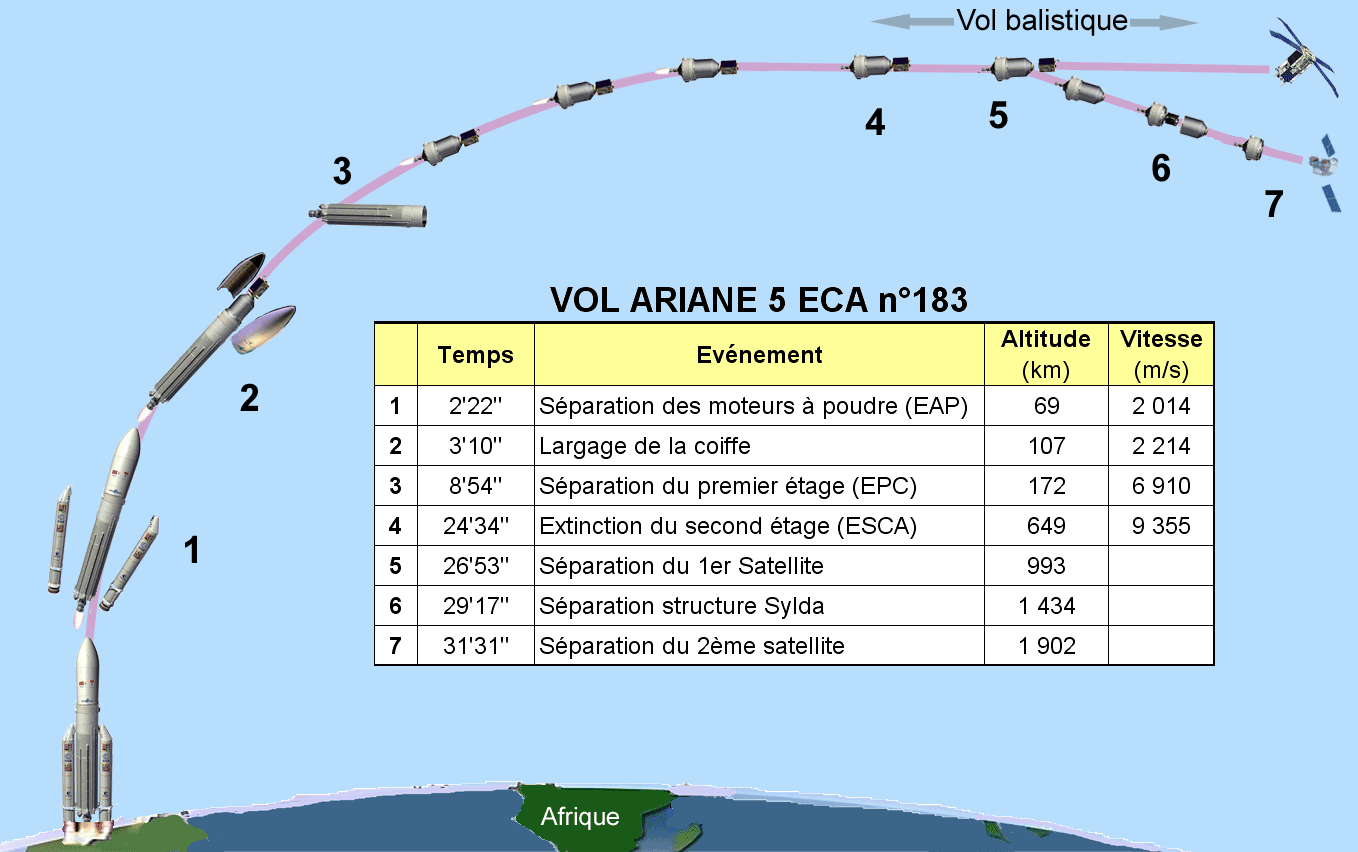 Vol balistique
4
5
3
6
7
2
1
VOL ARIANE 5 ECA n°183
Temps Evénement Altitude (km) Vitesse (m/s)
1 2'22" Séparation des moteurs à poudre (EAP) 69 2 014
2 3'10" Largage de la coiffe 107 2 214
3 8'54" Séparation du premier étage (EPC) 172 6 910
4 24'34" Extinction du second étage (ESCA) 649 9 355
5 26'53" Séparation du 1er Satellite 993
6 29'17" Séparation structure Sylda 1 434
7 31'31" Séparation du 2ème satellite 1 902
Afrique